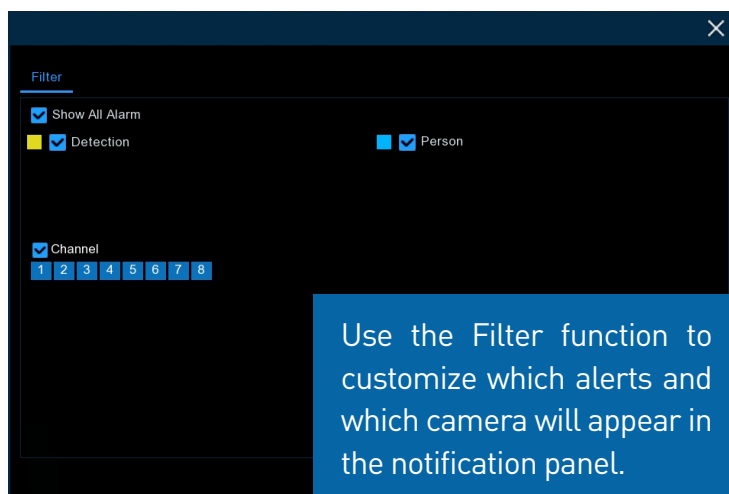 Filter
Show All Alarm
Detection Person
Channel
1 2 3 4 5 6 7 8
Use the Filter function to
customize which alerts and
which camera will appear in
the notification panel.